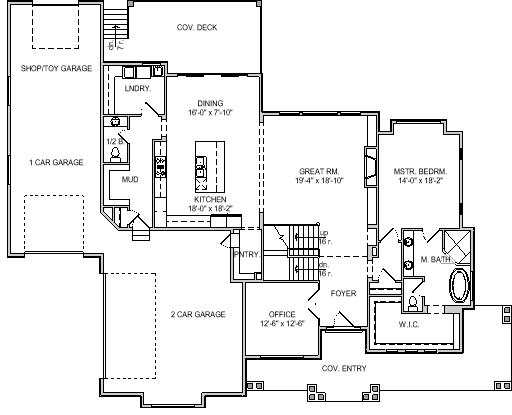 COV. DECK
dn.
7 r.
SHOP/TOY GARAGE
LNDRY.
DINING
16'-0" x 7'-10"
1/2 B.
1 CAR GARAGE
MUD
GREAT RM.
19'-4" x 18'-10"
MSTR. BEDRM.
14'-0" x 18'-2"
KITCHEN
18'-0" x 18'-2"
up
16 r.
PNTRY.
dn.
16 r.
M. BATH
FOYER
2 CAR GARAGE
OFFICE
12'-6" x 12'-6"
W.I.C.
COV. ENTRY